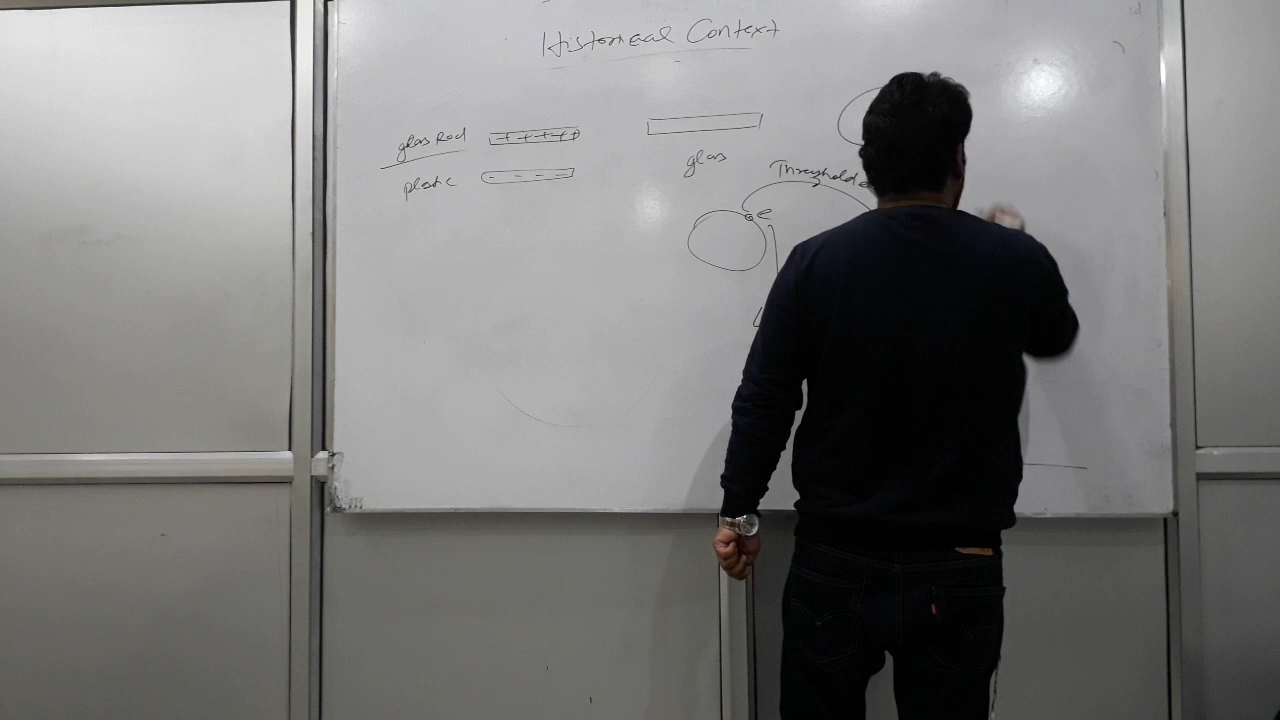 Historical Context
glass Rod + + + + +
plastic - - - -
glass
Threshold
e